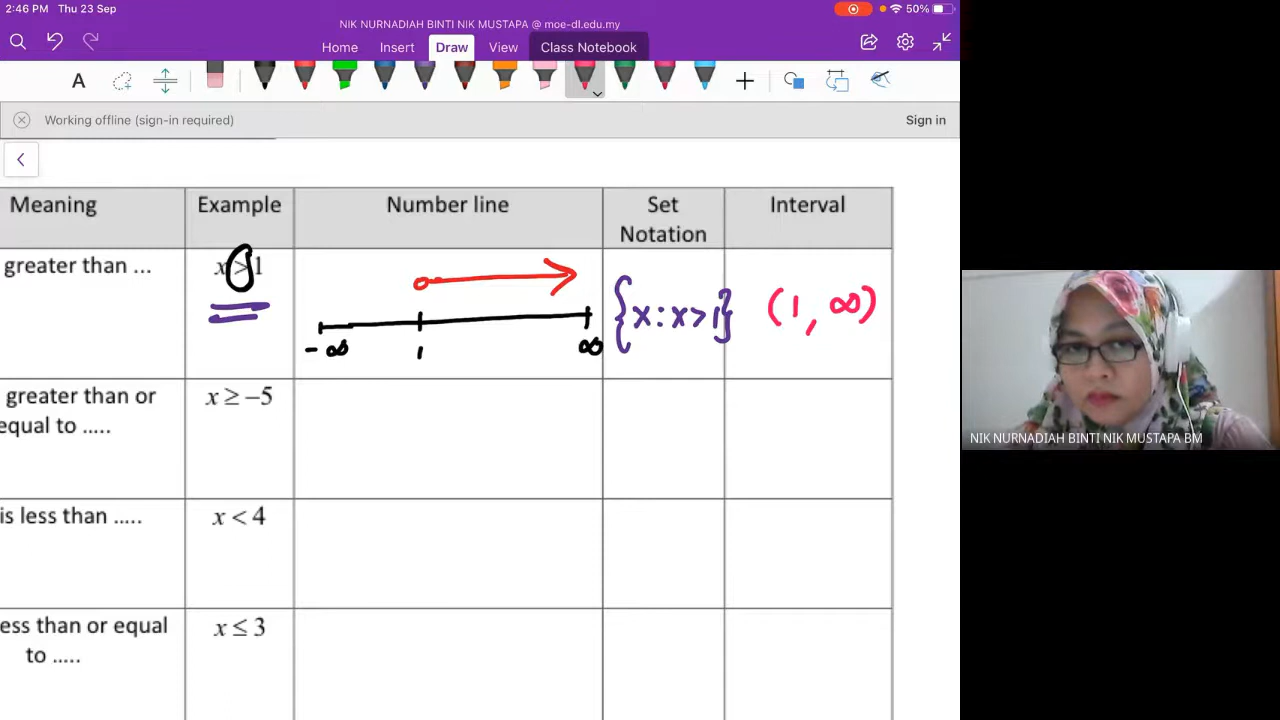 2:46 PM Thu 23 Sep
50%
NIK NURNADIAH BINTI NIK MUSTAPA @ moe-dl.edu.my
Home Insert Draw View Class Notebook
A
Working offline (sign-in required)
Sign in
Meaning Example Number line Set Notation Interval
greater than ... x > 1
-∞ 1 ∞
{x : x > 1} (1, ∞)
greater than or equal to ..... x ≥ −5
is less than ..... x < 4
ess than or equal to ..... x ≤ 3
NIK NURNADIAH BINTI NIK MUSTAPA BM